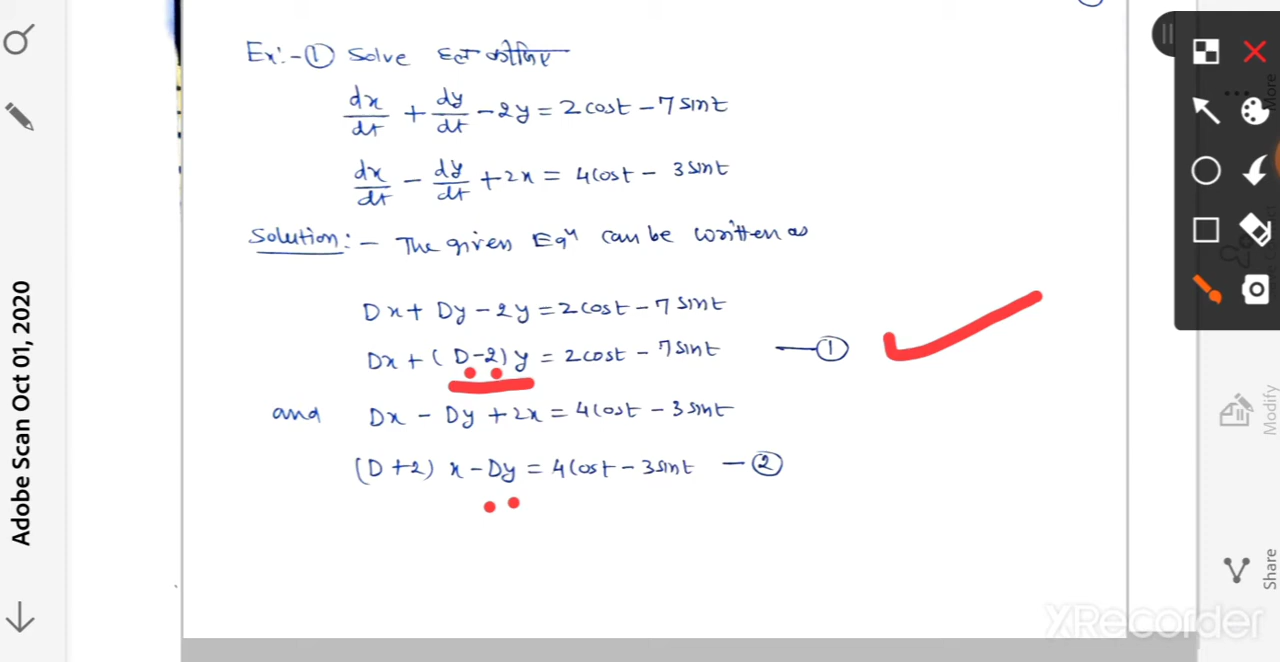 Ex:-① Solve हल कीजिए
dx/dt + dy/dt - 2y = 2cost - 7sint
dx/dt - dy/dt + 2x = 4cost - 3sint
Solution:- The given Eqn can be written as
Dx + Dy - 2y = 2cost - 7sint
Dx + (D-2)y = 2cost - 7sint —①
and Dx - Dy + 2x = 4cost - 3sint
(D+2) x - Dy = 4cost - 3sint —②
Adobe Scan Oct 01, 2020
More
Modify
Share
XRecorder